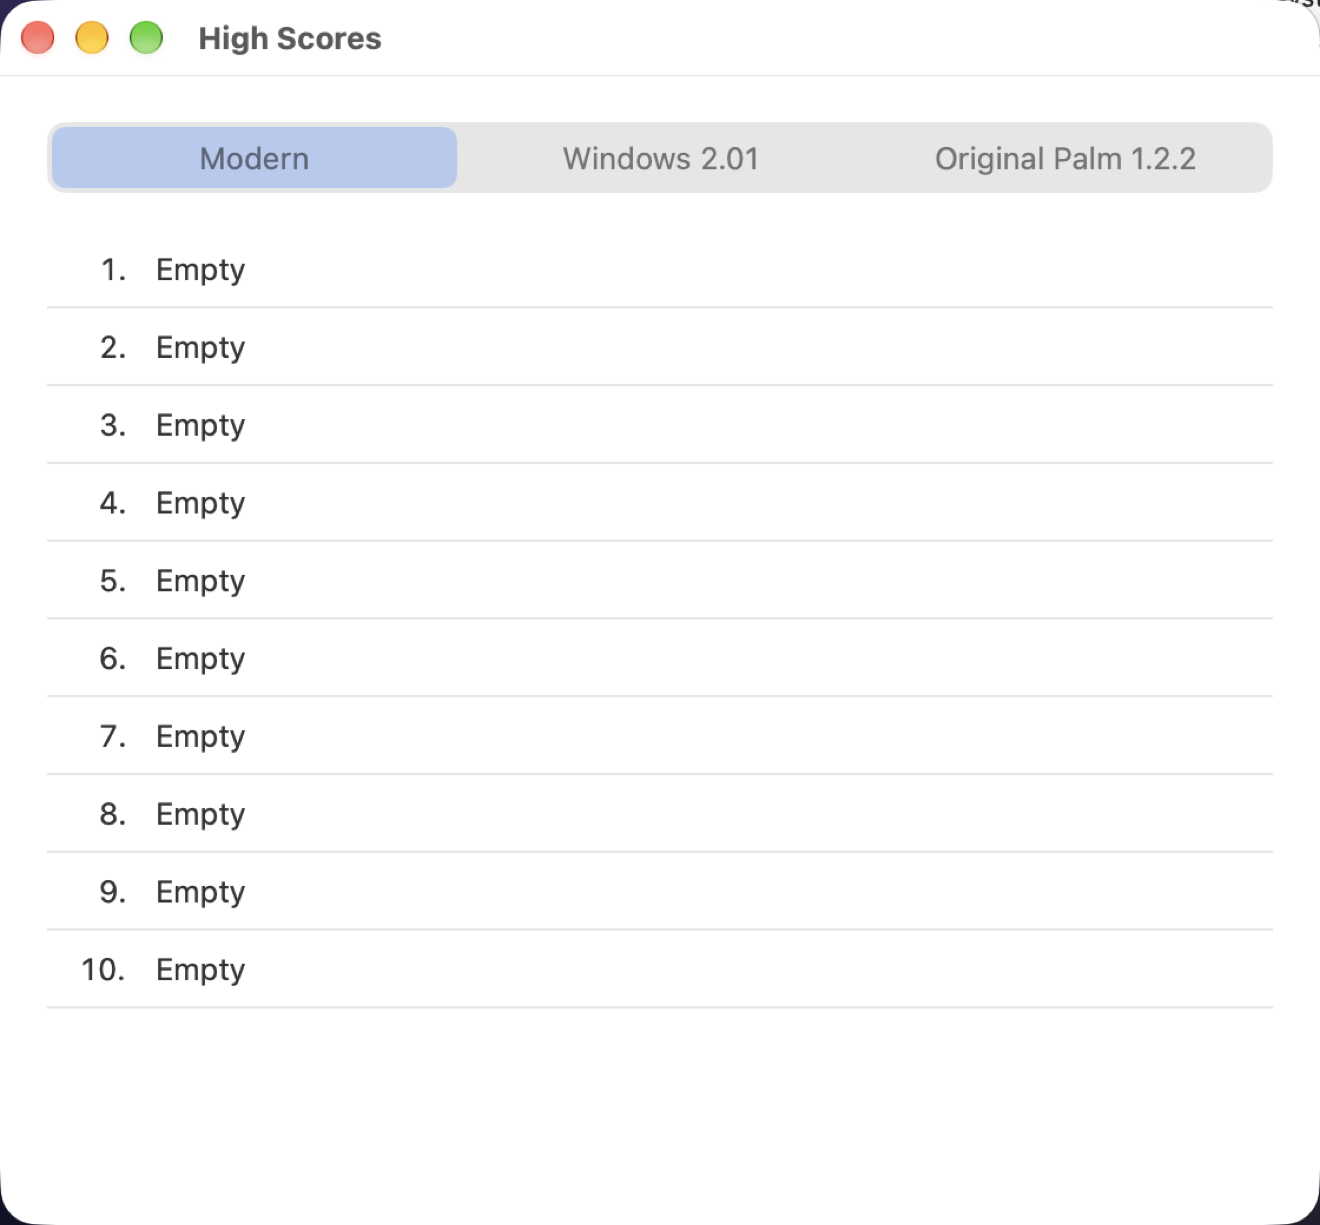 High Scores
Modern Windows 2.01 Original Palm 1.2.2
1. Empty
2. Empty
3. Empty
4. Empty
5. Empty
6. Empty
7. Empty
8. Empty
9. Empty
10. Empty